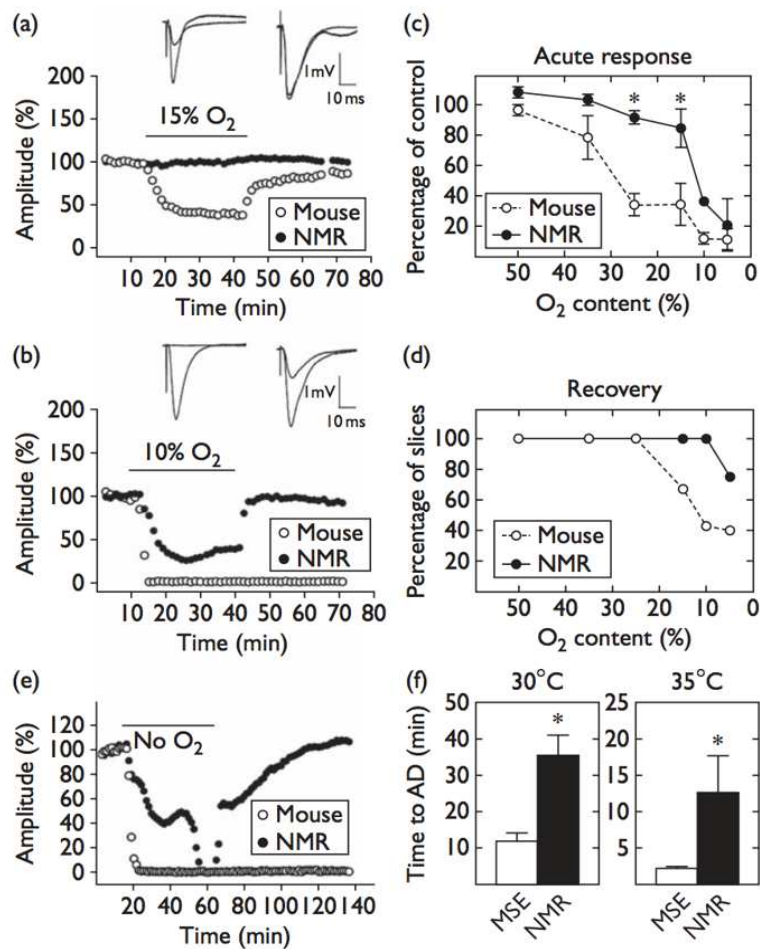 (a)
1mV
10 ms
200
150
100
50
0
15% O₂
Mouse
NMR
Amplitude (%)
10 20 30 40 50 60 70 80
Time (min)
(c)
Acute response
100
80
60
40
20
* *
Mouse
NMR
Percentage of control
50 40 30 20 10 0
O₂ content (%)
(b)
1mV
10 ms
200
150
100
50
0
10% O₂
Mouse
NMR
Amplitude (%)
10 20 30 40 50 60 70 80
Time (min)
(d)
Recovery
100
80
60
40
20
Mouse
NMR
Percentage of slices
50 40 30 20 10 0
O₂ content (%)
(e)
120
100
80
60
40
20
0
No O₂
Mouse
NMR
Amplitude (%)
20 40 60 80 100 120 140
Time (min)
(f)
30°C
50
40
30
20
10
*
Time to AD (min)
MSE NMR
35°C
25
20
15
10
5
*
MSE NMR